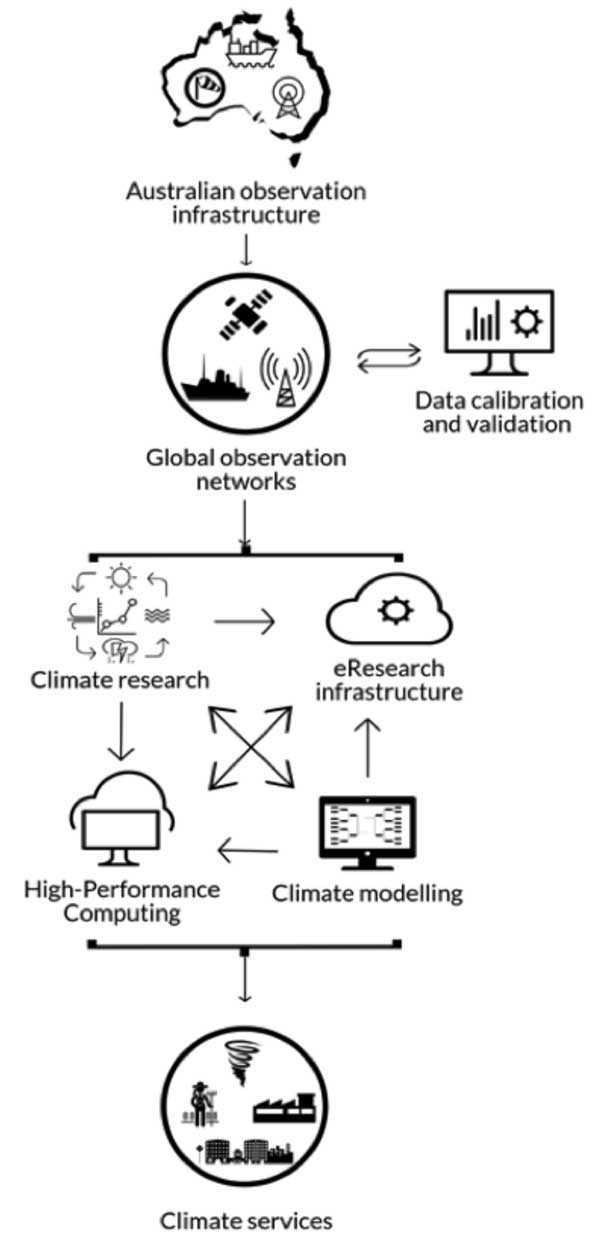 Australian observation
infrastructure
Data calibration
and validation
Global observation
networks
Climate research
eResearch
infrastructure
High-Performance
Computing
Climate modelling
Climate services